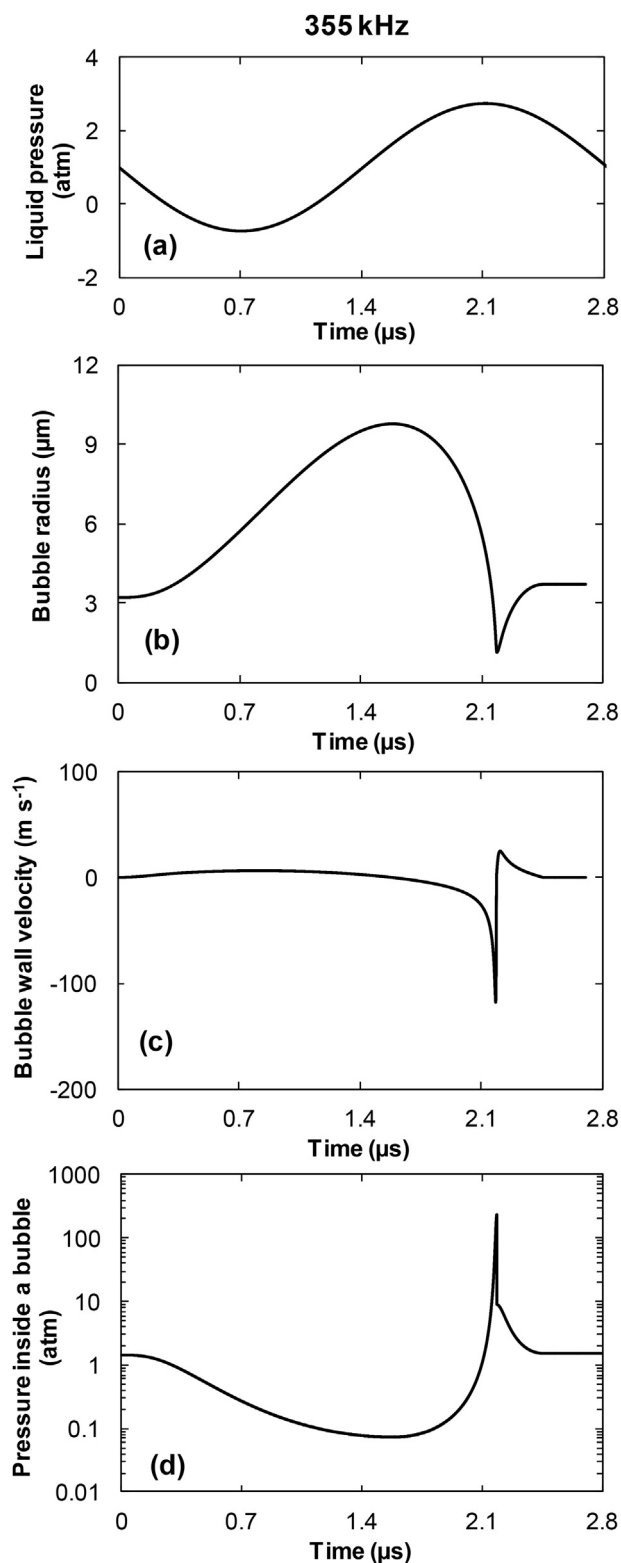 355 kHz
Liquid pressure
(atm)
4
2
0
-2
(a)
0 0.7 1.4 2.1 2.8
Time (µs)
Bubble radius (µm)
12
9
6
3
0
(b)
0 0.7 1.4 2.1 2.8
Time (µs)
Bubble wall velocity (m s-1)
100
0
-100
-200
(c)
0 0.7 1.4 2.1 2.8
Time (µs)
Pressure inside a bubble
(atm)
1000
100
10
1
0.1
0.01
(d)
0 0.7 1.4 2.1 2.8
Time (µs)